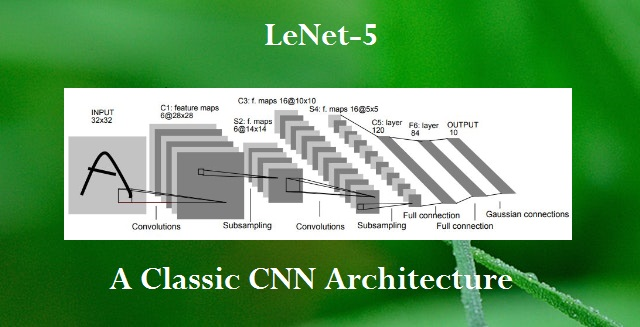 LeNet-5
INPUT
32x32
C1: feature maps
6@28x28
S2: f. maps
6@14x14
C3: f. maps 16@10x10
S4: f. maps 16@5x5
C5: layer
120
F6: layer
84
OUTPUT
10
A
Convolutions
Subsampling
Convolutions
Subsampling
Full connection
Full connection
Gaussian connections
A Classic CNN Architecture